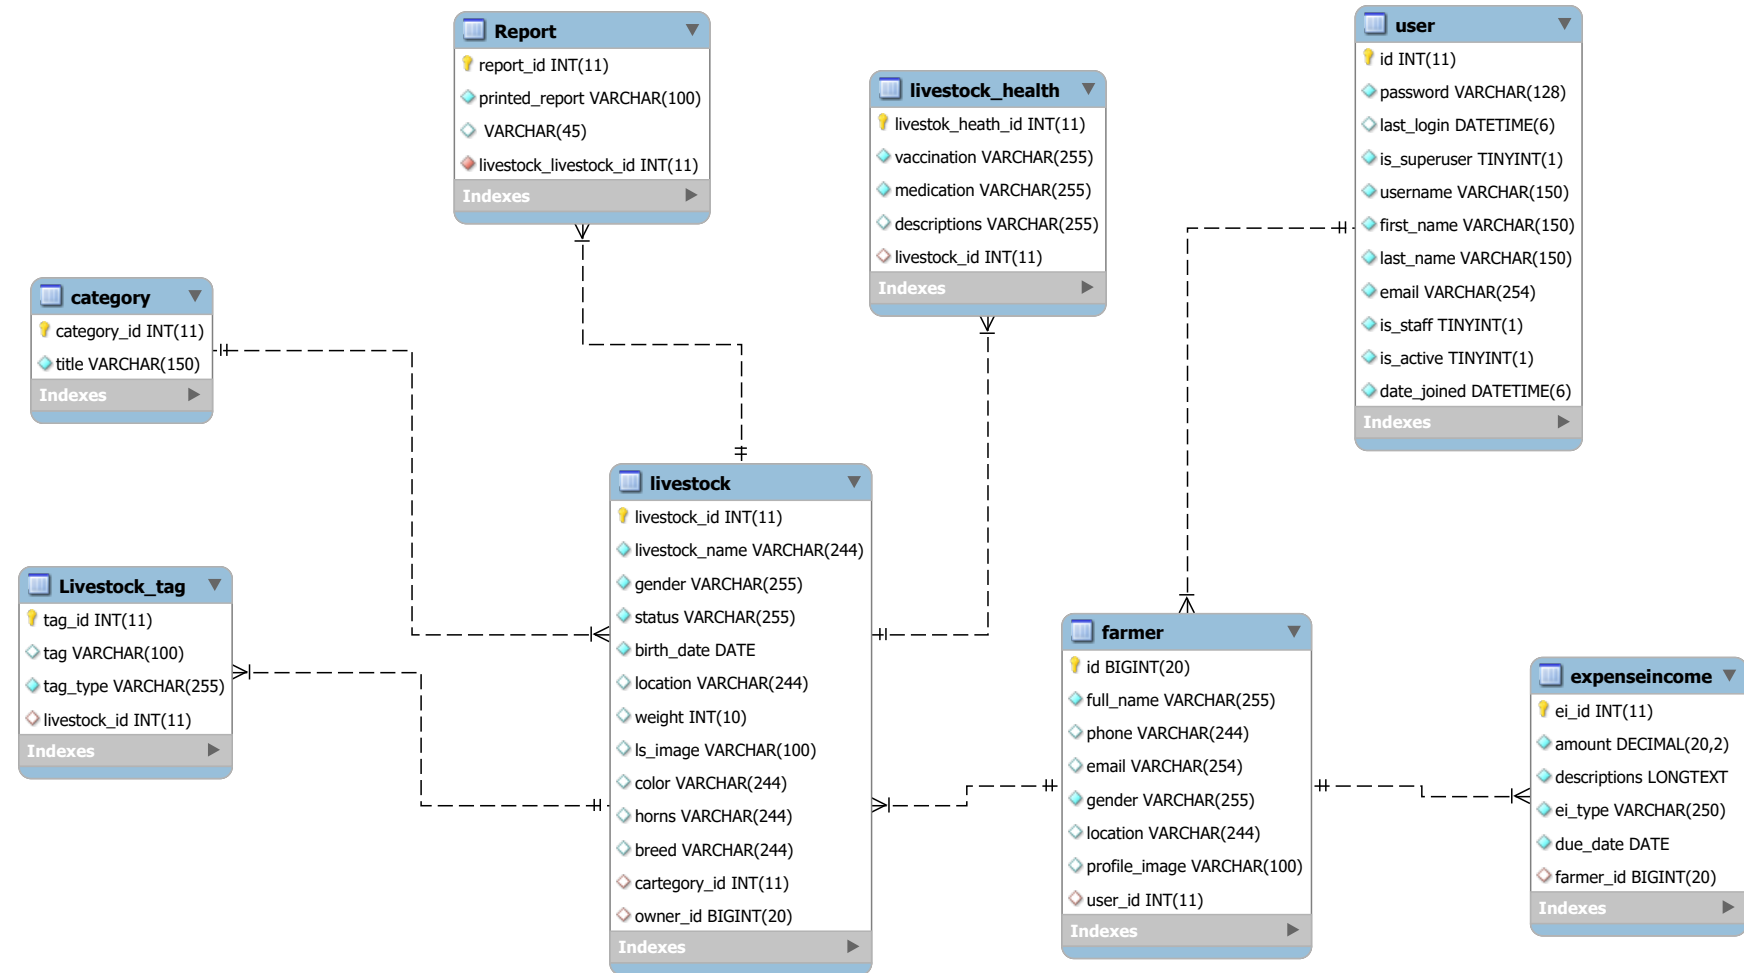 Report
report_id INT(11)
printed_report VARCHAR(100)
VARCHAR(45)
livestock_livestock_id INT(11)
Indexes
livestock_health
livestok_heath_id INT(11)
vaccination VARCHAR(255)
medication VARCHAR(255)
descriptions VARCHAR(255)
livestock_id INT(11)
Indexes
user
id INT(11)
password VARCHAR(128)
last_login DATETIME(6)
is_superuser TINYINT(1)
username VARCHAR(150)
first_name VARCHAR(150)
last_name VARCHAR(150)
email VARCHAR(254)
is_staff TINYINT(1)
is_active TINYINT(1)
date_joined DATETIME(6)
Indexes
category
category_id INT(11)
title VARCHAR(150)
Indexes
Livestock_tag
tag_id INT(11)
tag VARCHAR(100)
tag_type VARCHAR(255)
livestock_id INT(11)
Indexes
livestock
livestock_id INT(11)
livestock_name VARCHAR(244)
gender VARCHAR(255)
status VARCHAR(255)
birth_date DATE
location VARCHAR(244)
weight INT(10)
ls_image VARCHAR(100)
color VARCHAR(244)
horns VARCHAR(244)
breed VARCHAR(244)
cartegory_id INT(11)
owner_id BIGINT(20)
Indexes
farmer
id BIGINT(20)
full_name VARCHAR(255)
phone VARCHAR(244)
email VARCHAR(254)
gender VARCHAR(255)
location VARCHAR(244)
profile_image VARCHAR(100)
user_id INT(11)
Indexes
expenseincome
ei_id INT(11)
amount DECIMAL(20,2)
descriptions LONGTEXT
ei_type VARCHAR(250)
due_date DATE
farmer_id BIGINT(20)
Indexes